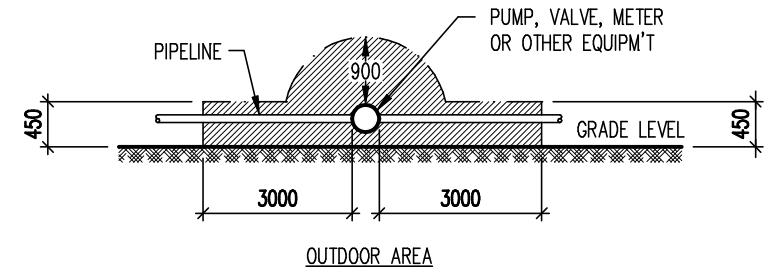 PUMP, VALVE, METER
OR OTHER EQUIPM'T
PIPELINE
900
450
GRADE LEVEL
450
3000
3000
OUTDOOR AREA